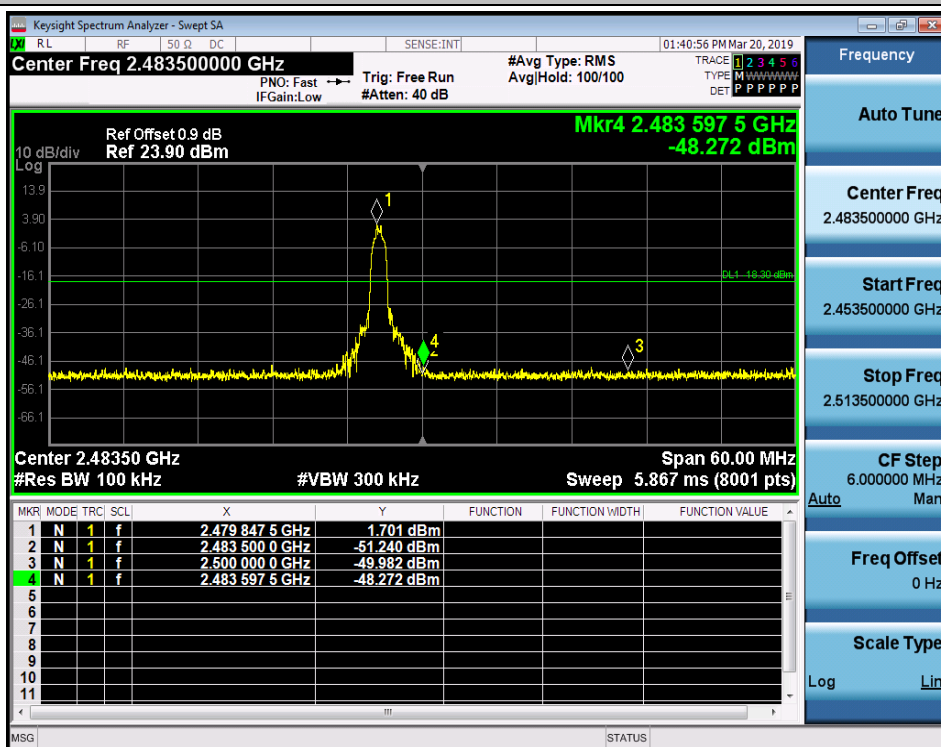 Keysight Spectrum Analyzer - Swept SA
LXI RL RF 50 Ω DC SENSE:INT 01:40:56 PM Mar 20, 2019
Center Freq 2.483500000 GHz
PNO: Fast
IFGain:Low
Trig: Free Run
#Atten: 40 dB
#Avg Type: RMS
Avg|Hold: 100/100
TRACE 1 2 3 4 5 6
TYPE M WWWWW
DET P P P P P P
Ref Offset 0.9 dB
10 dB/div Ref 23.90 dBm
Log
Mkr4 2.483 597 5 GHz
-48.272 dBm
13.9
3.90
-6.10
-16.1
-26.1
-36.1
-46.1
-56.1
-66.1
1
DL1 -18.30 dBm
4
2
3
Center 2.48350 GHz Span 60.00 MHz
#Res BW 100 kHz #VBW 300 kHz Sweep 5.867 ms (8001 pts)
MKR MODE TRC SCL X Y FUNCTION FUNCTION WIDTH FUNCTION VALUE
1 N 1 f 2.479 847 5 GHz 1.701 dBm
2 N 1 f 2.483 500 0 GHz -51.240 dBm
3 N 1 f 2.500 000 0 GHz -49.982 dBm
4 N 1 f 2.483 597 5 GHz -48.272 dBm
5
6
7
8
9
10
11
MSG STATUS
Frequency
Auto Tune
Center Freq
2.483500000 GHz
Start Freq
2.453500000 GHz
Stop Freq
2.513500000 GHz
CF Step
6.000000 MHz
Auto Man
Freq Offset
0 Hz
Scale Type
Log Lin